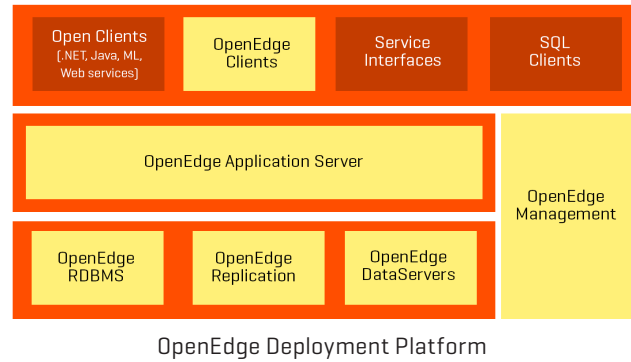 Open Clients
(.NET, Java, ML,
Web services)
OpenEdge
Clients
Service
Interfaces
SQL
Clients
OpenEdge Application Server
OpenEdge
Management
OpenEdge
RDBMS
OpenEdge
Replication
OpenEdge
DataServers
OpenEdge Deployment Platform